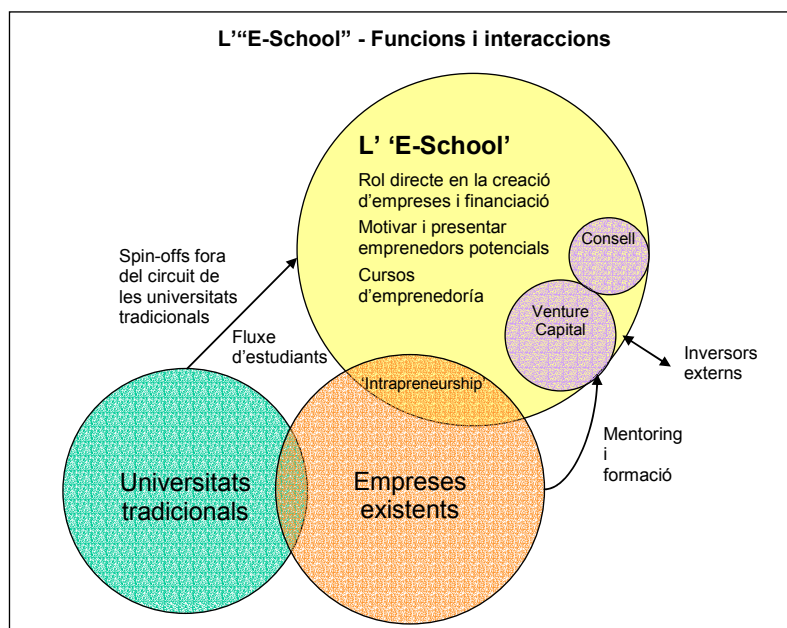 L'“E-School” - Funcions i interaccions
L' 'E-School'
Rol directe en la creació
d'empreses i financiació
Motivar i presentar
emprenedors potencials
Cursos
d'emprenedoría
Consell
Venture
Capital
Spin-offs fora
del circuit de
les universitats
tradicionals
Fluxe
d'estudiants
Inversors
externs
'Intrapreneurship'
Mentoring
i
formació
Universitats
tradicionals
Empreses
existents